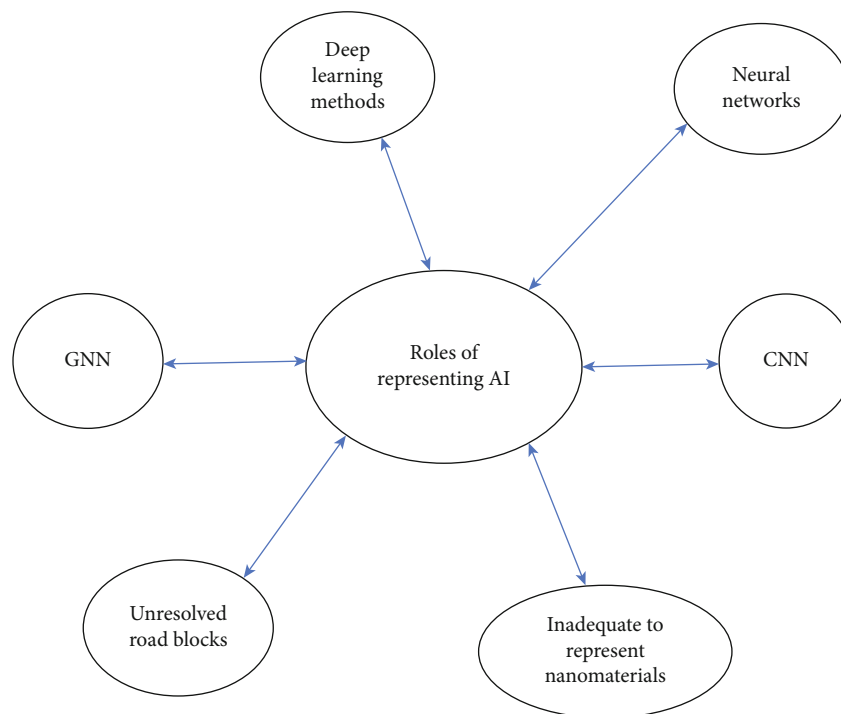 Deep
learning
methods
Neural
networks
GNN
Roles of
representing AI
CNN
Unresolved
road blocks
Inadequate to
represent
nanomaterials